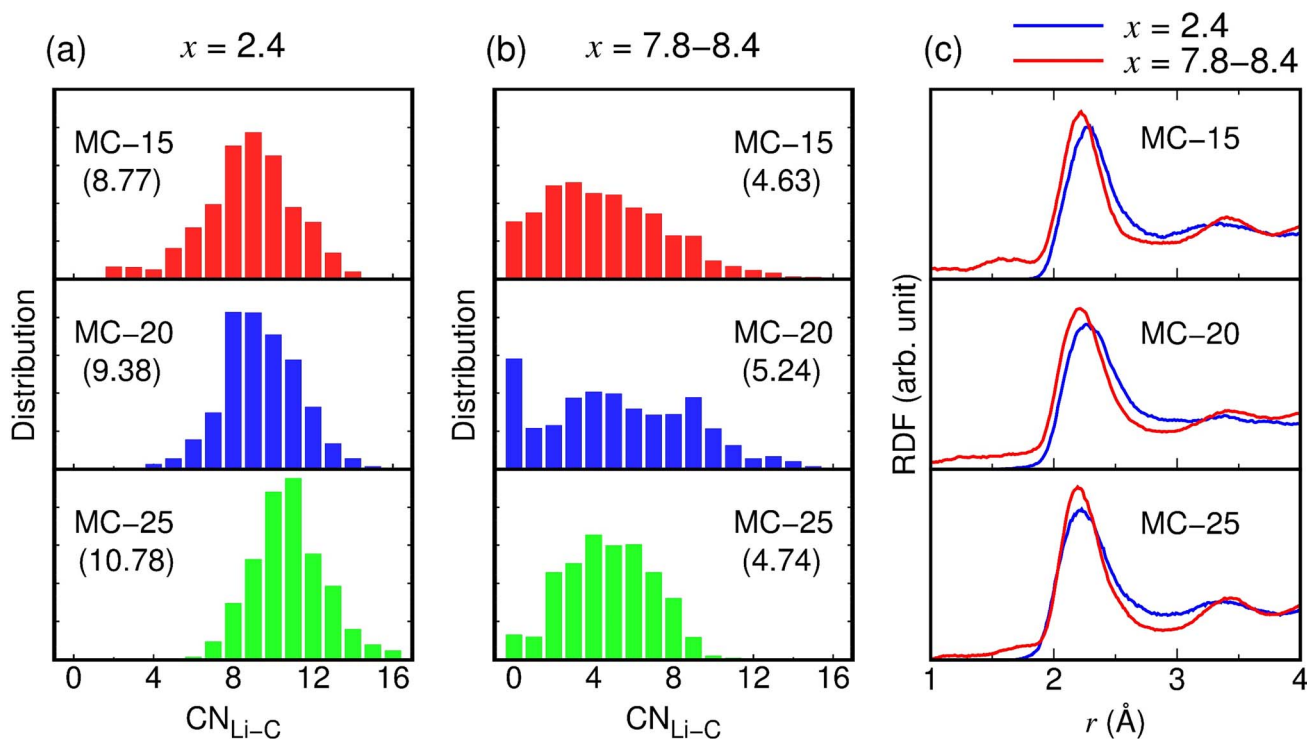 (a) x = 2.4
MC−15
(8.77)
MC−20
(9.38)
MC−25
(10.78)
Distribution
0 4 8 12 16
CN_Li−C
(b) x = 7.8−8.4
MC−15
(4.63)
MC−20
(5.24)
MC−25
(4.74)
Distribution
0 4 8 12 16
CN_Li−C
(c)
x = 2.4
x = 7.8−8.4
MC−15
MC−20
MC−25
RDF (arb. unit)
1 2 3 4
r (Å)